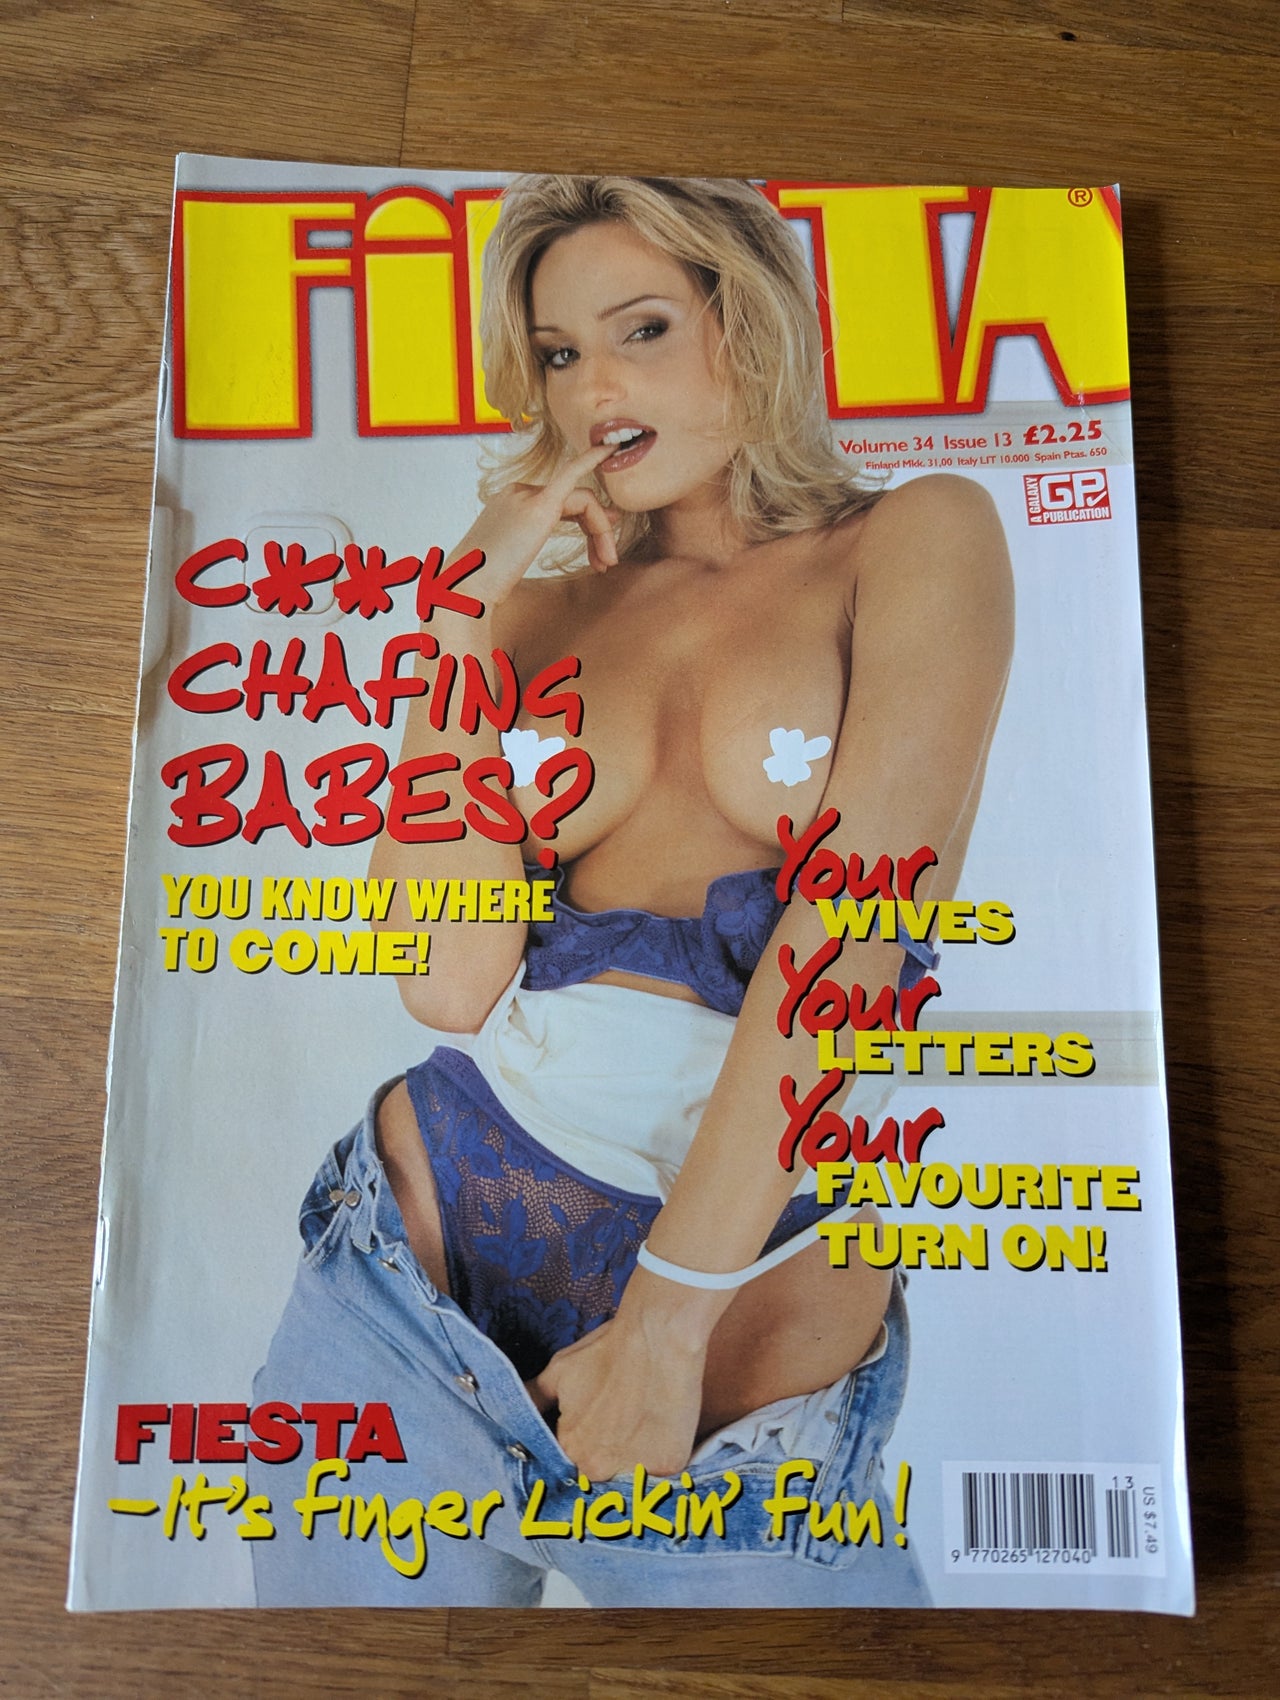 FiESTA
®
Volume 34 Issue 13 £2.25
Finland Mkk. 31,00 Italy LIT 10.000 Spain Ptas. 650
A GALAXY
GP
PUBLICATION
C**K
CHAFING
BABES?
YOU KNOW WHERE
TO COME!
Your
WIVES
Your
LETTERS
Your
FAVOURITE
TURN ON!
FIESTA
-It's finger Lickin' fun!
13
US $7.49
9 770265 127040